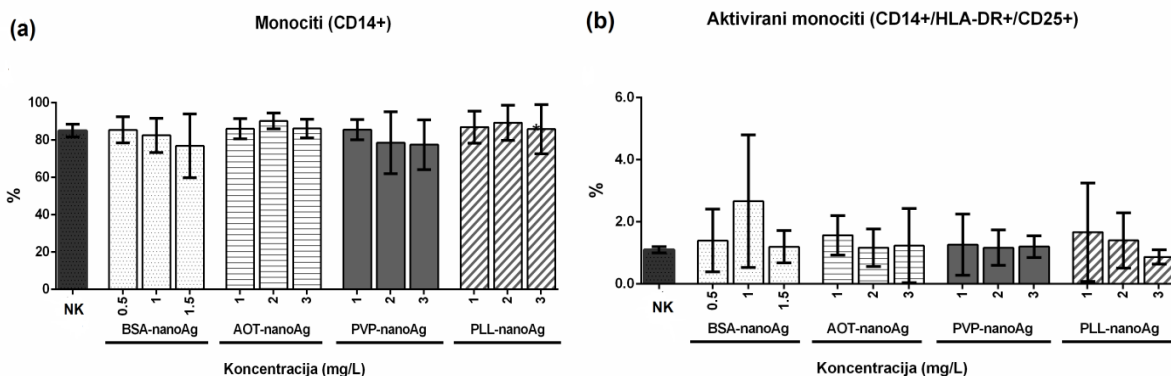 (a)
Monociti (CD14+)
100
80
60
40
20
0
%
NK
0.5
1
1.5
1
2
3
1
2
3
1
2
3
*
BSA-nanoAg
AOT-nanoAg
PVP-nanoAg
PLL-nanoAg
Koncentracija (mg/L)
(b)
Aktivirani monociti (CD14+/HLA-DR+/CD25+)
6.0
4.0
2.0
0.0
%
NK
0.5
1
1.5
1
2
3
1
2
3
1
2
3
BSA-nanoAg
AOT-nanoAg
PVP-nanoAg
PLL-nanoAg
Koncentracija (mg/L)